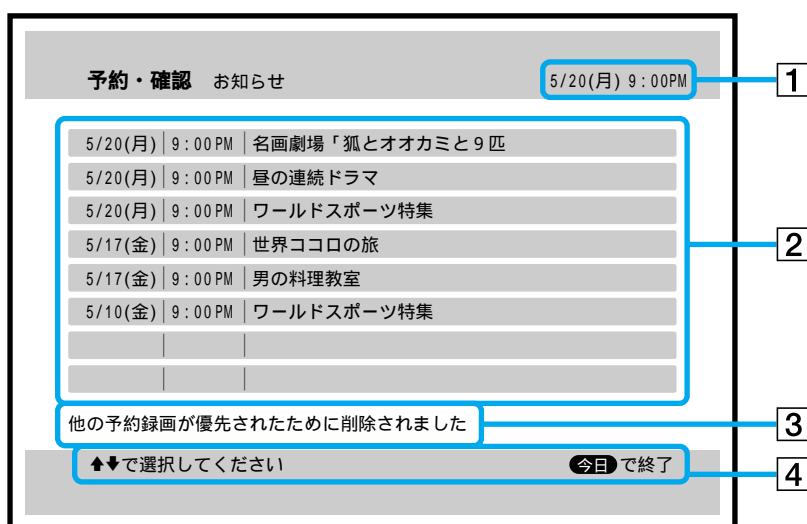 予約・確認 お知らせ 5/20(月) 9:00PM 1
5/20(月) 9:00PM 名画劇場「狐とオオカミと9匹
5/20(月) 9:00PM 昼の連続ドラマ
5/20(月) 9:00PM ワールドスポーツ特集
5/17(金) 9:00PM 世界ココロの旅 2
5/17(金) 9:00PM 男の料理教室
5/10(金) 9:00PM ワールドスポーツ特集
他の予約録画が優先されたために削除されました 3
で選択してください 今日 で終了 4